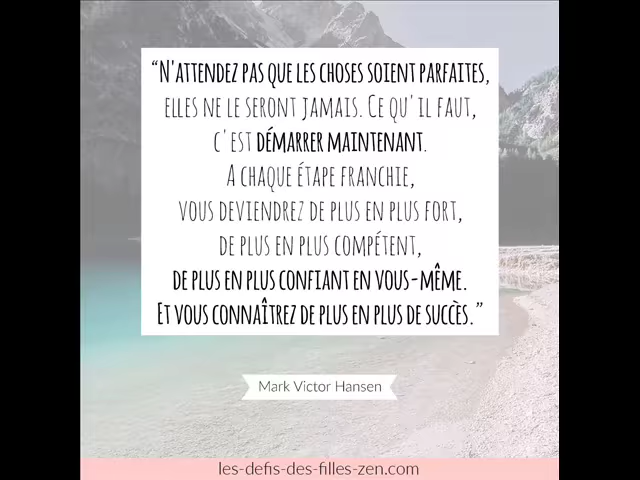 “N'attendez pas que les choses soient parfaites,
elles ne le seront jamais. Ce qu'il faut,
c'est démarrer maintenant.
A chaque étape franchie,
vous deviendrez de plus en plus fort,
de plus en plus compétent,
de plus en plus confiant en vous-même.
Et vous connaîtrez de plus en plus de succès.”
Mark Victor Hansen
les-defis-des-filles-zen.com